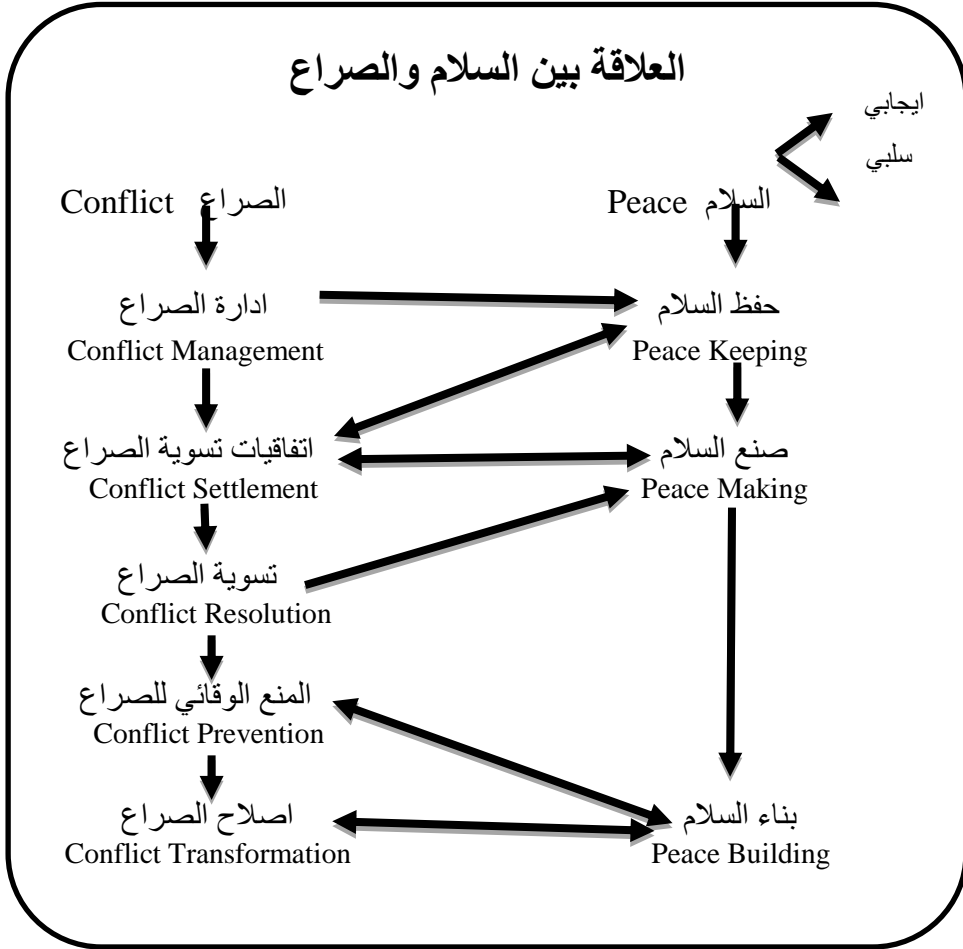 العلاقة بين السلام والصراع
ايجابي
سلبي
السلام Peace
الصراع Conflict
حفظ السلام
Peace Keeping
ادارة الصراع
Conflict Management
صنع السلام
Peace Making
اتفاقيات تسوية الصراع
Conflict Settlement
تسوية الصراع
Conflict Resolution
المنع الوقائي للصراع
Conflict Prevention
بناء السلام
Peace Building
اصلاح الصراع
Conflict Transformation